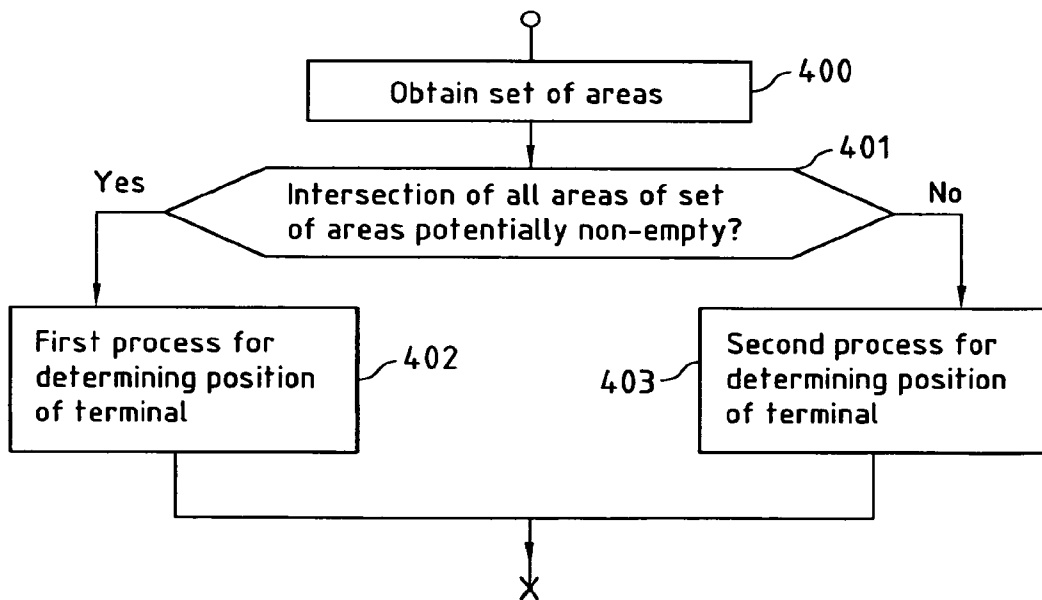 Obtain set of areas
400
401
Yes
Intersection of all areas of set
of areas potentially non-empty?
No
First process for
determining position
of terminal
402
403
Second process for
determining position
of terminal